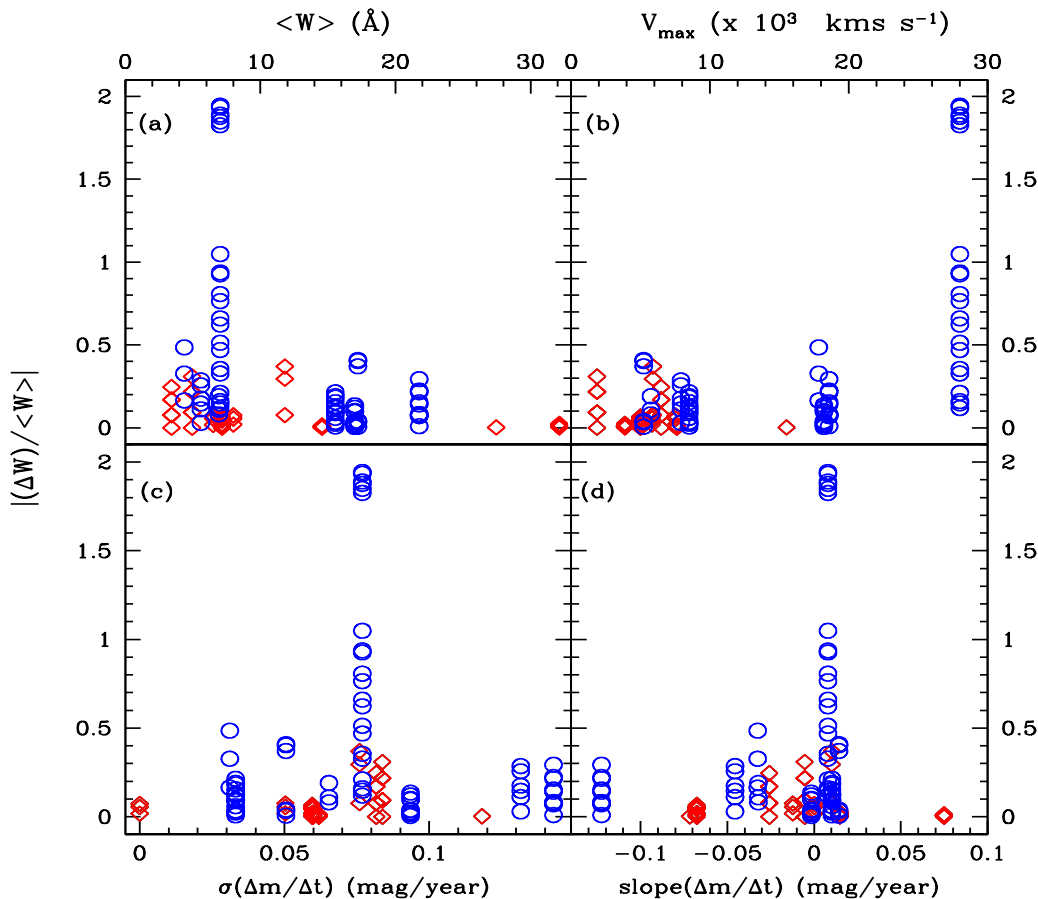 <W> (Å)
V_max (x 10³ kms s⁻¹)
0 10 20 30
0 10 20 30
(a)
(b)
2
1.5
1
0.5
0
2
1.5
1
0.5
0
|(ΔW)/<W>|
(c)
(d)
2
1.5
1
0.5
0
2
1.5
1
0.5
0
0 0.05 0.1
−0.1 −0.05 0 0.05 0.1
σ(Δm/Δt) (mag/year)
slope(Δm/Δt) (mag/year)